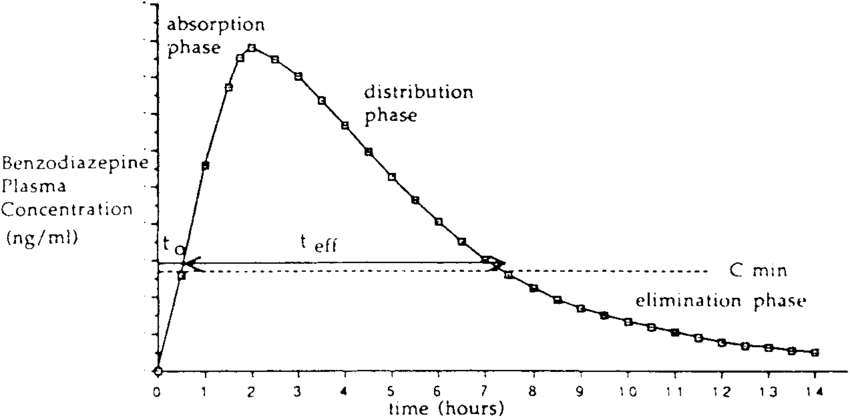 absorption
phase
distribution
phase
Benzodiazepine
Plasma
Concentration
(ng/ml)
t o
t eff
C min
elimination phase
0 1 2 3 4 5 6 7 8 9 10 11 12 13 14
time (hours)